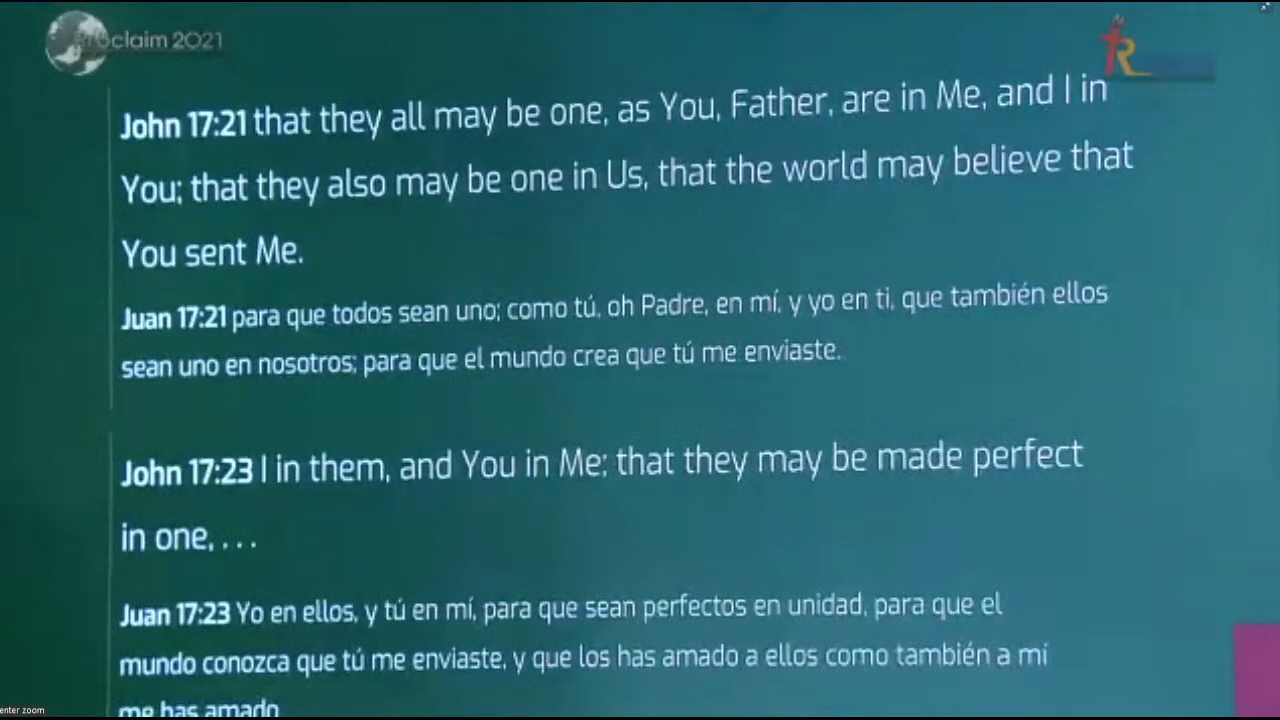 Proclaim 2021
R
John 17:21 that they all may be one, as You, Father, are in Me, and I in
You; that they also may be one in Us, that the world may believe that
You sent Me.
Juan 17:21 para que todos sean uno; como tú, oh Padre, en mí, y yo en ti, que también ellos
sean uno en nosotros; para que el mundo crea que tú me enviaste.
John 17:23 I in them, and You in Me; that they may be made perfect
in one, . . .
Juan 17:23 Yo en ellos, y tú en mí, para que sean perfectos en unidad, para que el
mundo conozca que tú me enviaste, y que los has amado a ellos como también a mí
me has amado
enter zoom